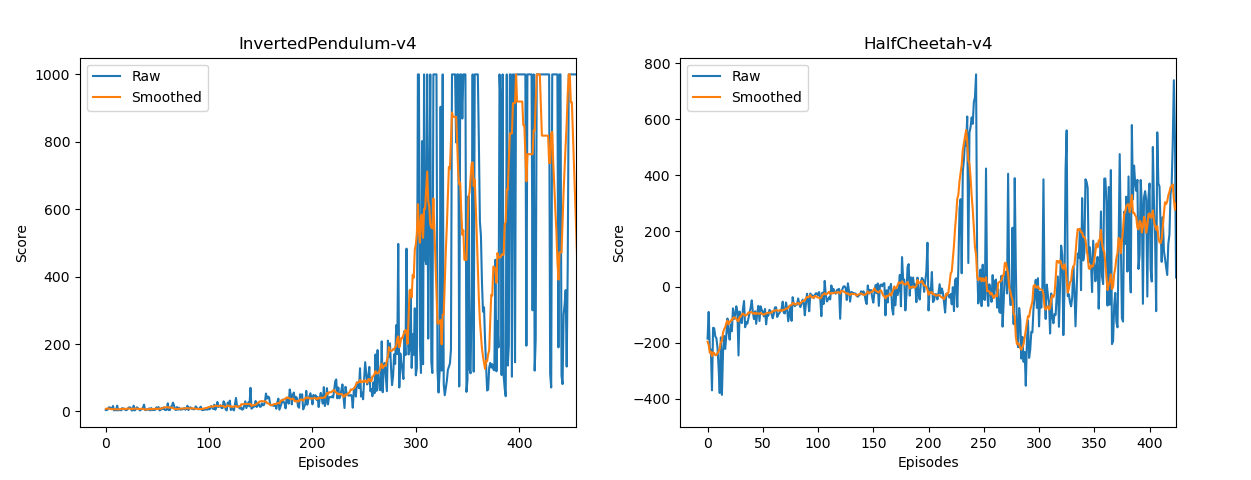 InvertedPendulum-v4
Raw
Smoothed
Score
1000
800
600
400
200
0
0 100 200 300 400
Episodes
HalfCheetah-v4
Raw
Smoothed
Score
800
600
400
200
0
−200
−400
0 50 100 150 200 250 300 350 400
Episodes